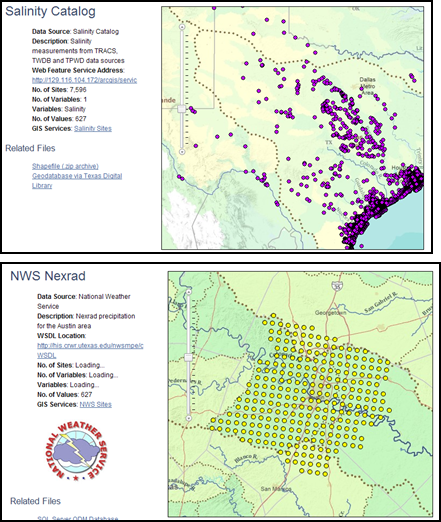 Salinity Catalog
Data Source: Salinity Catalog
Description: Salinity
measurements from TRACS,
TWDB and TPWD data sources
Web Feature Service Address:
http://129.116.104.172/arcgis/servic
No. of Sites: 7,596
No. of Variables: 1
Variables: Salinity
No. of Values: 627
GIS Services: Salinity Sites
Related Files
Shapefile (.zip archive)
Geodatabase via Texas Digital
Library
Dallas
Metro
Area
TX
NWS Nexrad
Data Source: National Weather
Service
Description: Nexrad precipitation
for the Austin area
WSDL Location:
http://his.crwr.utexas.edu/nwsmpe/c
WSDL
No. of Sites: Loading...
No. of Variables: Loading...
Variables: Loading...
No. of Values: 627
GIS Services: NWS Sites
NATIONAL WEATHER
SERVICE
Related Files
Georgetown
San Gabriel R.
Blanco R.